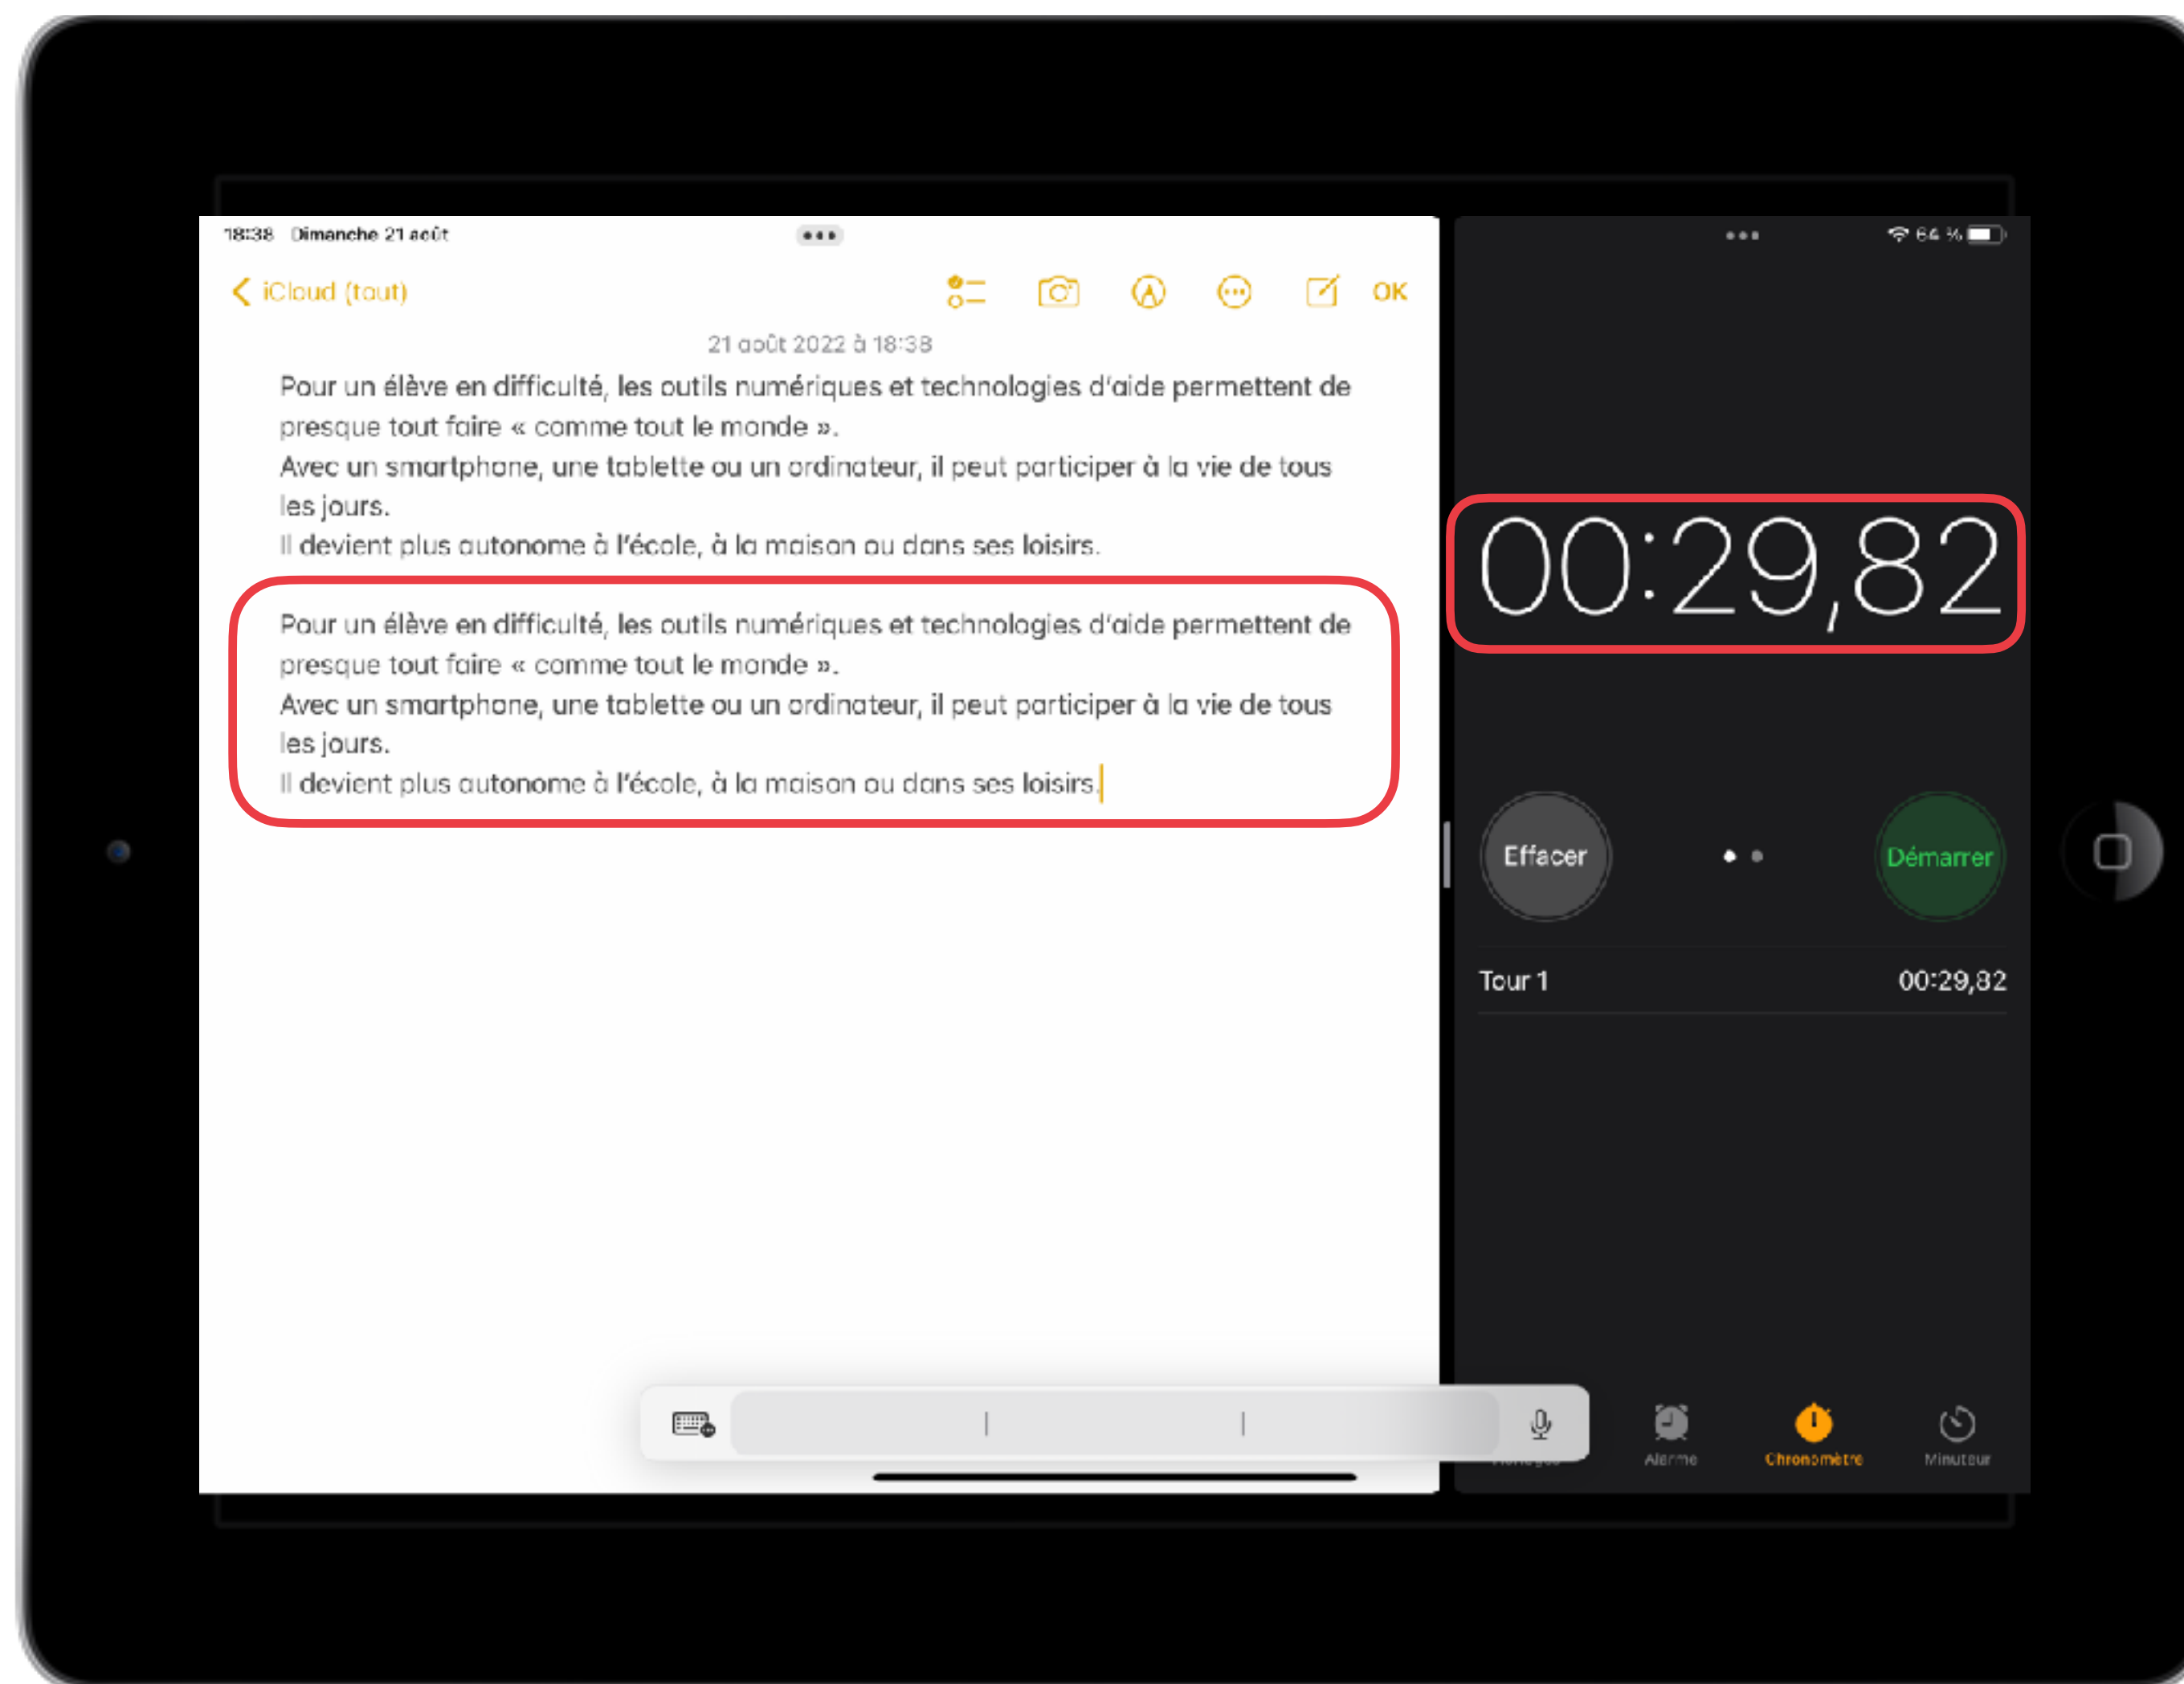 18:38 Dimanche 21 août
64 %
iCloud (tout)
OK
21 août 2022 à 18:38
Pour un élève en difficulté, les outils numériques et technologies d'aide permettent de
presque tout faire « comme tout le monde ».
Avec un smartphone, une tablette ou un ordinateur, il peut participer à la vie de tous
les jours.
Il devient plus autonome à l'école, à la maison ou dans ses loisirs.
Pour un élève en difficulté, les outils numériques et technologies d'aide permettent de
presque tout faire « comme tout le monde ».
Avec un smartphone, une tablette ou un ordinateur, il peut participer à la vie de tous
les jours.
Il devient plus autonome à l'école, à la maison ou dans ses loisirs.
00:29,82
Effacer
Démarrer
Tour 1 00:29,82
Alarme
Chronomètre
Minuteur